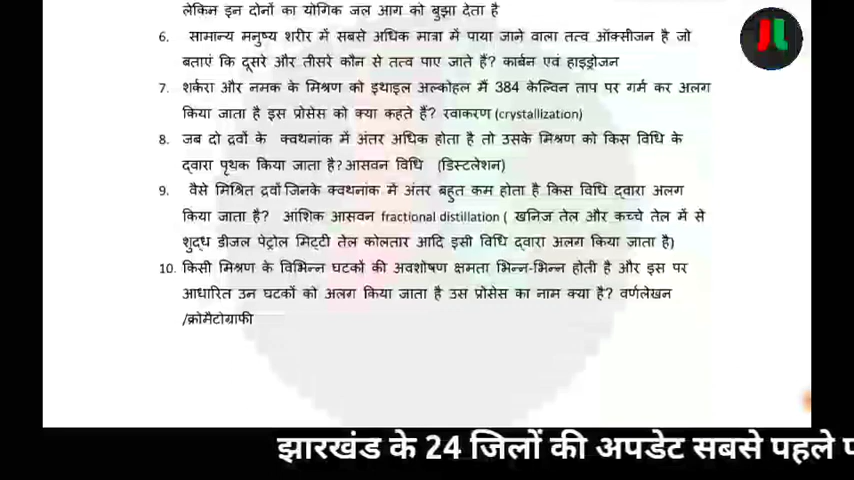 लेकिन इन दोनों का योगिक जल आग को बुझा देता है
6. सामान्य मनुष्य शरीर में सबसे अधिक मात्रा में पाया जाने वाला तत्व ऑक्सीजन है जो
बताएं कि दूसरे और तीसरे कौन से तत्व पाए जाते हैं? कार्बन एवं हाइड्रोजन
7. शर्करा और नमक के मिश्रण को इथाइल अल्कोहल में 384 केल्विन ताप पर गर्म कर अलग
किया जाता है इस प्रोसेस को क्या कहते हैं? रवाकरण (crystallization)
8. जब दो द्रवों के क्वथनांक में अंतर अधिक होता है तो उसके मिश्रण को किस विधि के
द्वारा पृथक किया जाता है? आसवन विधि (डिस्टलेशन)
9. वैसे मिश्रित द्रवों जिनके क्वथनांक में अंतर बहुत कम होता है किस विधि द्वारा अलग
किया जाता है? आंशिक आसवन fractional distillation ( खनिज तेल और कच्चे तेल में से
शुद्ध डीजल पेट्रोल मिट्टी तेल कोलतार आदि इसी विधि द्वारा अलग किया जाता है)
10. किसी मिश्रण के विभिन्न घटकों की अवशोषण क्षमता भिन्न-भिन्न होती है और इस पर
आधारित उन घटकों को अलग किया जाता है उस प्रोसेस का नाम क्या है? वर्णलेखन
/क्रोमैटोग्राफी
JL
झारखंड के 24 जिलों की अपडेट सबसे पहले